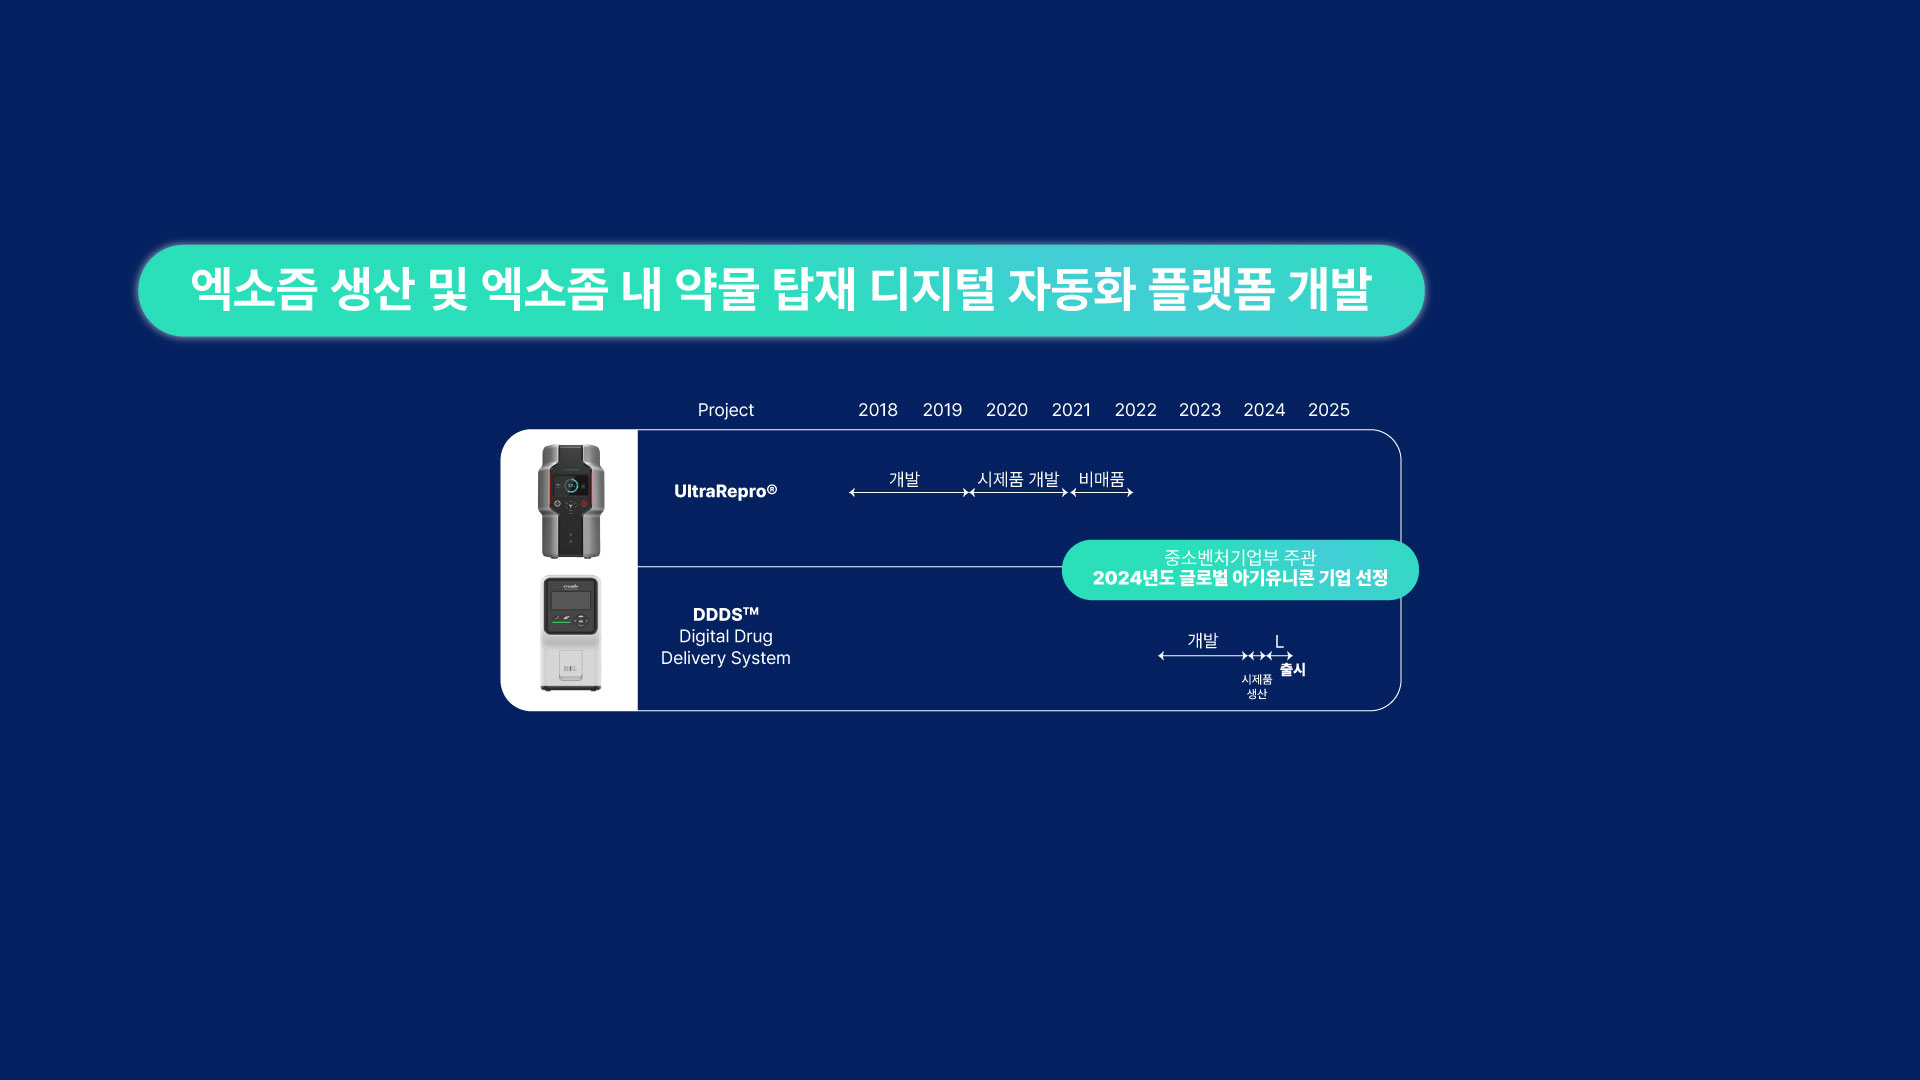 엑소즘 생산 및 엑소좀 내 약물 탑재 디지털 자동화 플랫폼 개발
Project 2018 2019 2020 2021 2022 2023 2024 2025
UltraRepro®
개발 시제품 개발 비매품
중소벤처기업부 주관
2024년도 글로벌 아기유니콘 기업 선정
DDDS™
Digital Drug
Delivery System
개발 L
출시
시제품
생산